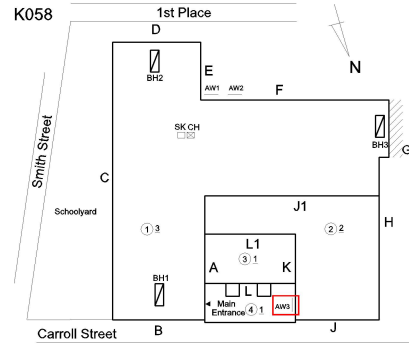 K058
1st Place
D
BH2
E
AW1 AW2
F
N
SK CH
BH3
G
Smith Street
C
Schoolyard
J1
1 3
2 2
H
L1
3 1
A
K
BH1
L
Main
Entrance
4 1
AW3
B
J
Carroll Street